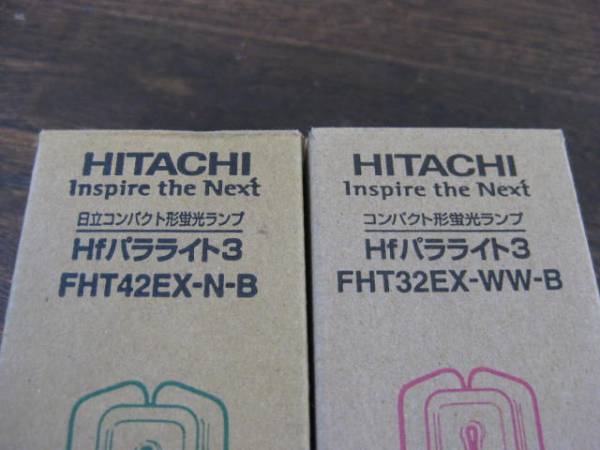 HITACHI
Inspire the Next
日立コンパクト形蛍光ランプ
Hfパラライト3
FHT42EX-N-B
HITACHI
Inspire the Next
コンパクト形蛍光ランプ
Hfパラライト3
FHT32EX-WW-B